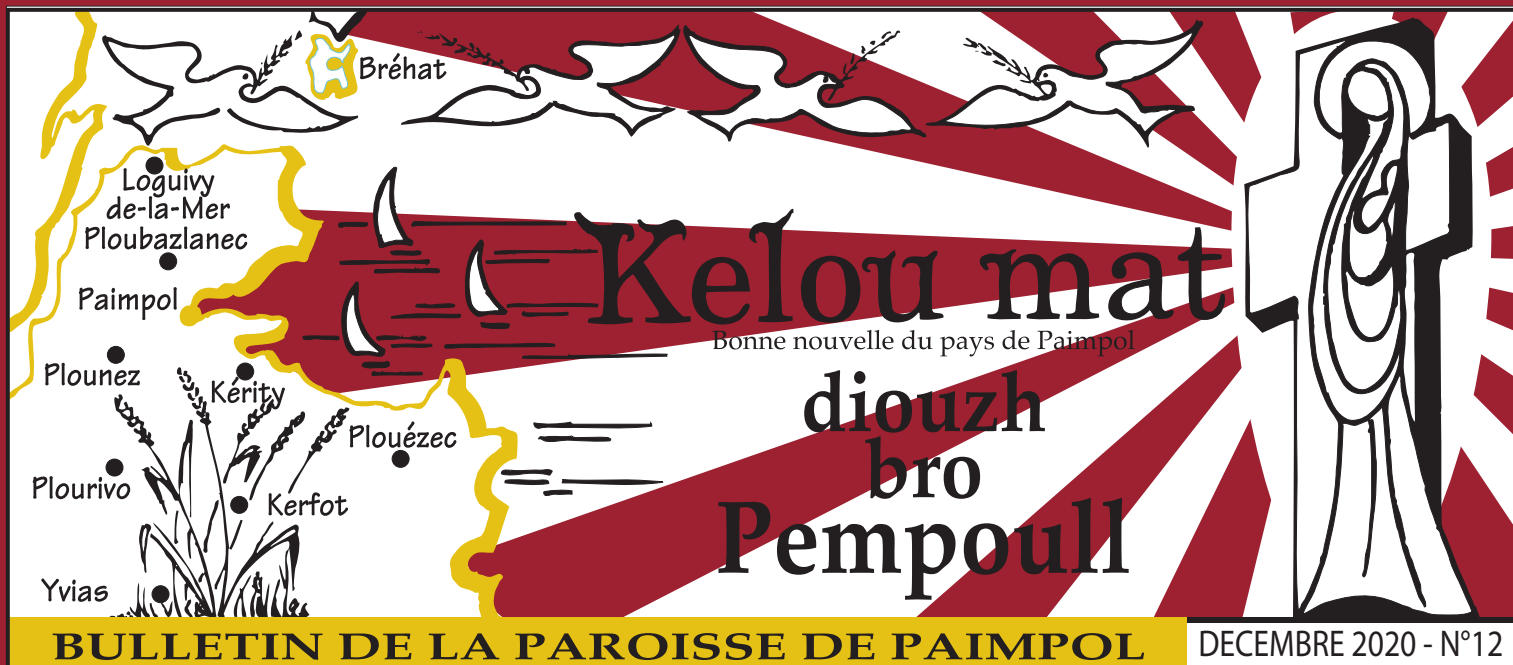 Bréhat
Loguivy
de-la-Mer
Ploubazlanec
Paimpol
Plounez
Kérity
Plouézec
Plourivo
Kerfot
Yvias
Kelou mat
Bonne nouvelle du pays de Paimpol
diouzh
bro
Pempoull
BULLETIN DE LA PAROISSE DE PAIMPOL
DECEMBRE 2020 - N°12